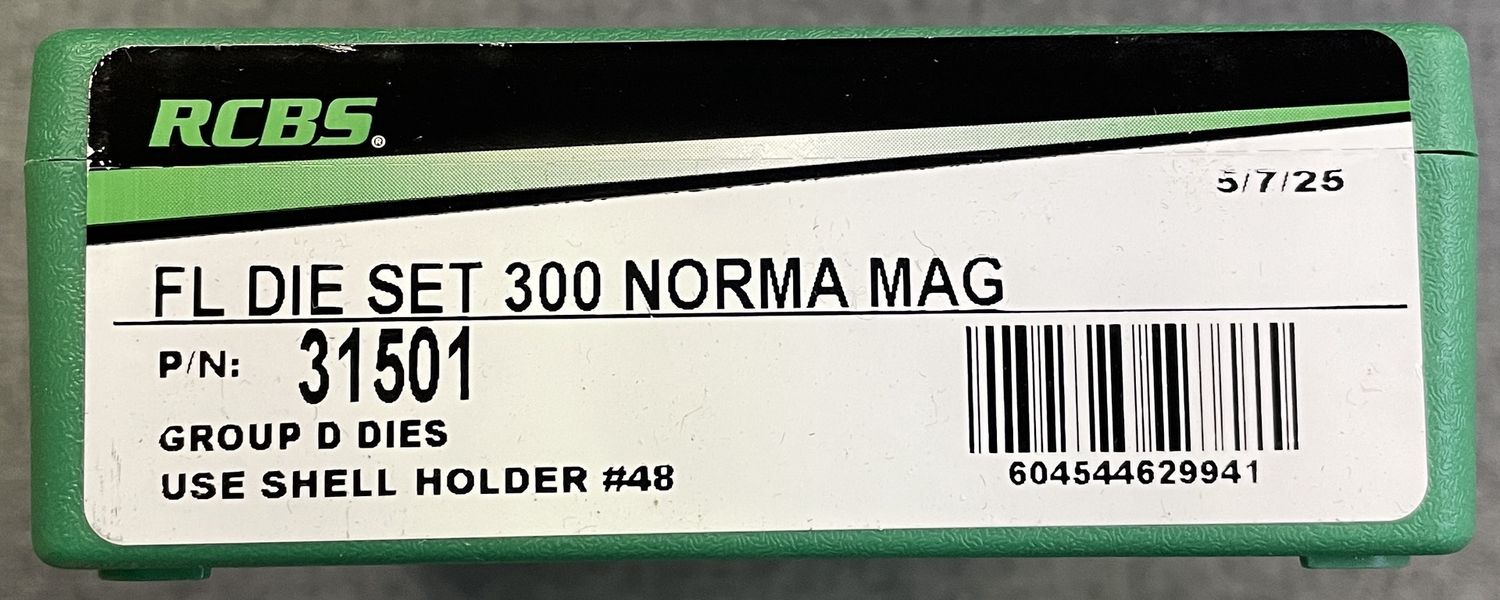 RCBS®
5/7/25
FL DIE SET 300 NORMA MAG
P/N: 31501
GROUP D DIES
USE SHELL HOLDER #48
604544629941